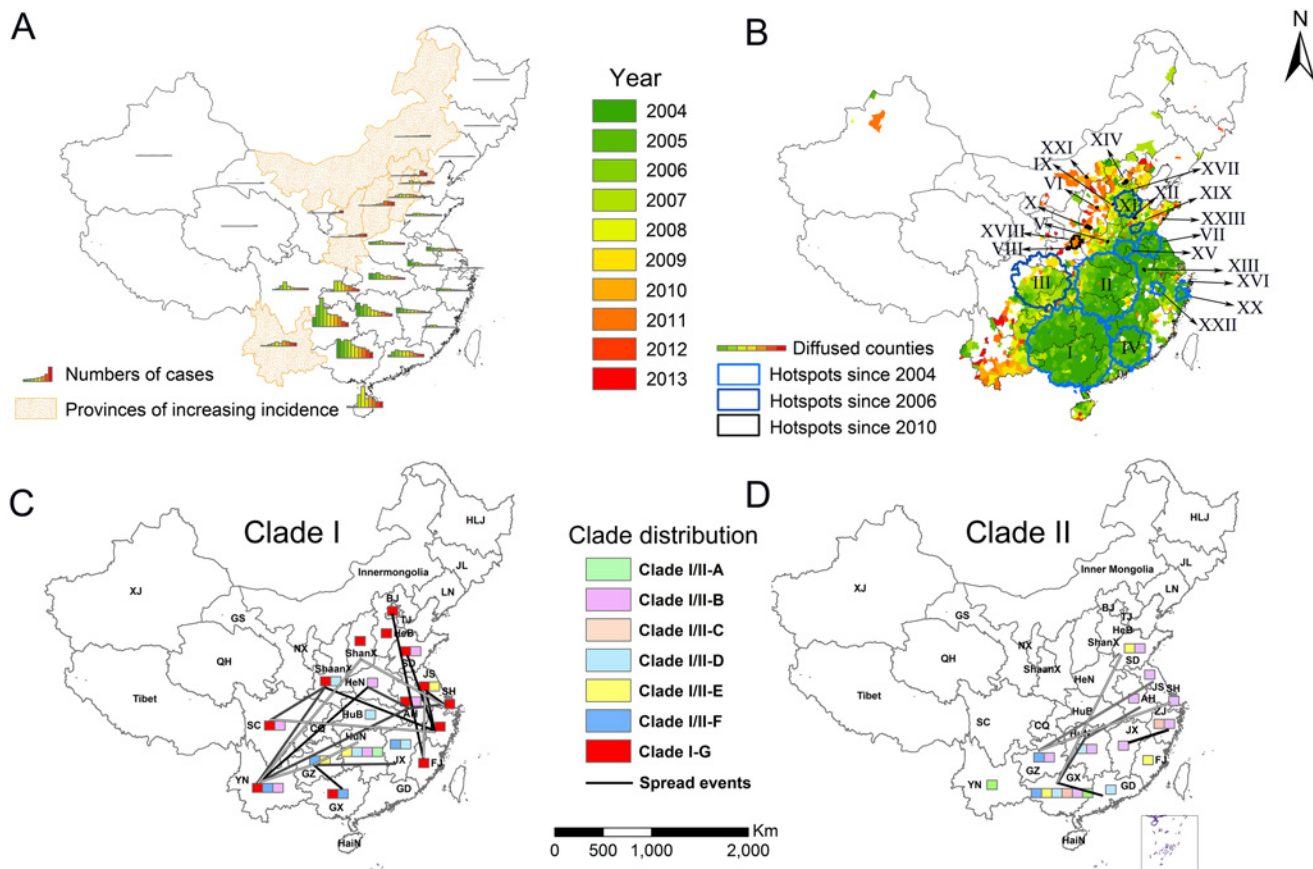 A
Year
2004
2005
2006
2007
2008
2009
2010
2011
2012
2013
Numbers of cases
Provinces of increasing incidence
B
N
XIV
XXI
IX
VI
X
V
XVIII
VIII
XVII
XII
XIX
XI
XXIII
VII
XV
XIII
XVI
XX
XXII
III
II
I
IV
Diffused counties
Hotspots since 2004
Hotspots since 2006
Hotspots since 2010
C
Clade I
HLJ
JL
LN
Innermongolia
XJ
GS
BJ
TJ
HeB
NX
ShanX
SD
QH
ShaanX
HeN
JS
SH
Tibet
AH
HuB
SC
CQ
HuN
JX
FJ
GZ
YN
GX
GD
HaiN
Clade distribution
Clade I/II-A
Clade I/II-B
Clade I/II-C
Clade I/II-D
Clade I/II-E
Clade I/II-F
Clade I-G
Spread events
Km
0 500 1,000 2,000
D
Clade II
HLJ
JL
LN
Inner Mongolia
XJ
GS
BJ
TJ
HeB
NX
ShanX
SD
QH
ShaanX
HeN
JS
SH
Tibet
AH
HuB
ZJ
SC
CQ
HuN
JX
FJ
GZ
YN
GX
GD
HaiN